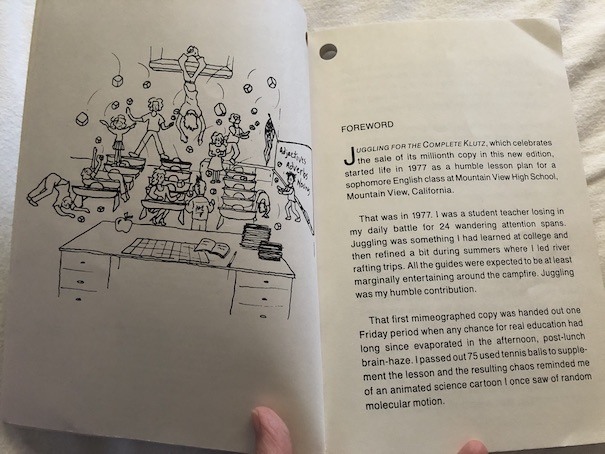 Adjectives
Adverbs
Nouns
FOREWORD
JUGGLING FOR THE COMPLETE KLUTZ, which celebrates
the sale of its millionth copy in this new edition,
started life in 1977 as a humble lesson plan for a
sophomore English class at Mountain View High School,
Mountain View, California.
That was in 1977. I was a student teacher losing in
my daily battle for 24 wandering attention spans.
Juggling was something I had learned at college and
then refined a bit during summers where I led river
rafting trips. All the guides were expected to be at least
marginally entertaining around the campfire. Juggling
was my humble contribution.
That first mimeographed copy was handed out one
Friday period when any chance for real education had
long since evaporated in the afternoon, post-lunch
brain-haze. I passed out 75 used tennis balls to supple-
ment the lesson and the resulting chaos reminded me
of an animated science cartoon I once saw of random
molecular motion.